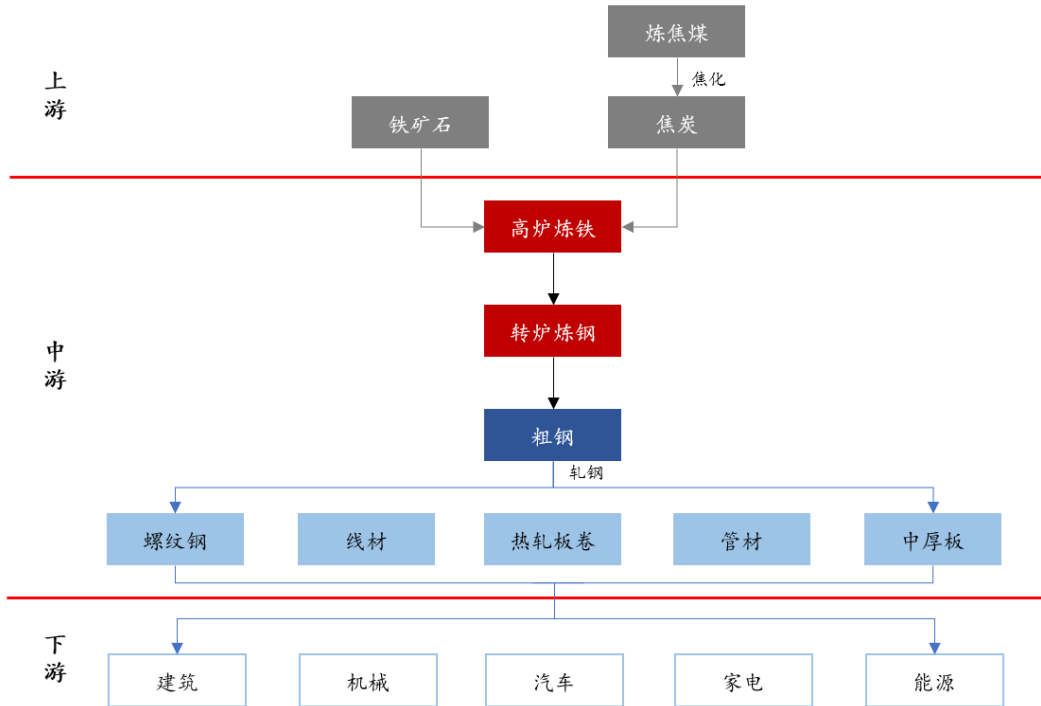 炼焦煤
上游
焦化
铁矿石
焦炭
高炉炼铁
转炉炼钢
中游
粗钢
轧钢
螺纹钢
线材
热轧板卷
管材
中厚板
下游
建筑
机械
汽车
家电
能源